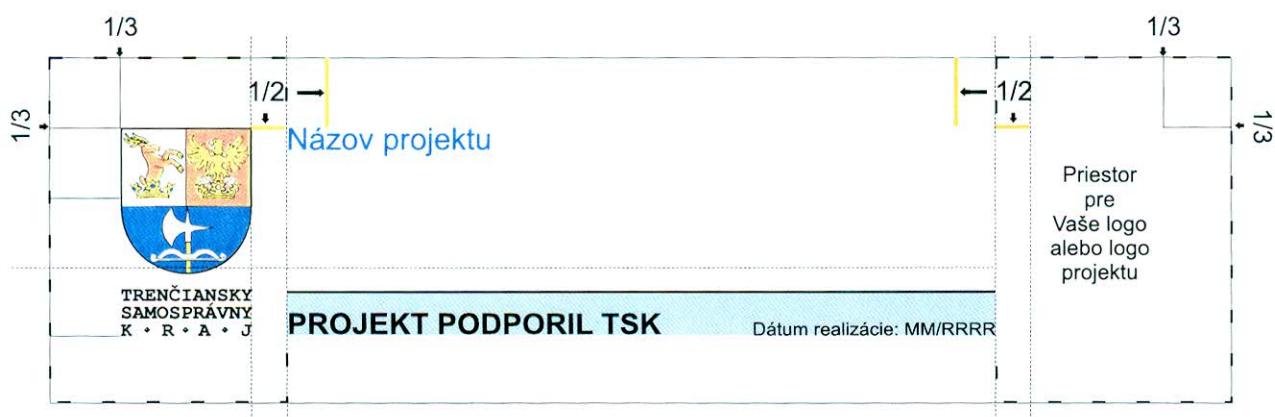 1/3
1/3
1/2
1/2
1/3
1/3
Názov projektu
Priestor
pre
Vaše logo
alebo logo
projektu
TRENČIANSKY
SAMOSPRÁVNY
K · R · A · J
PROJEKT PODPORIL TSK
Dátum realizácie: MM/RRRR